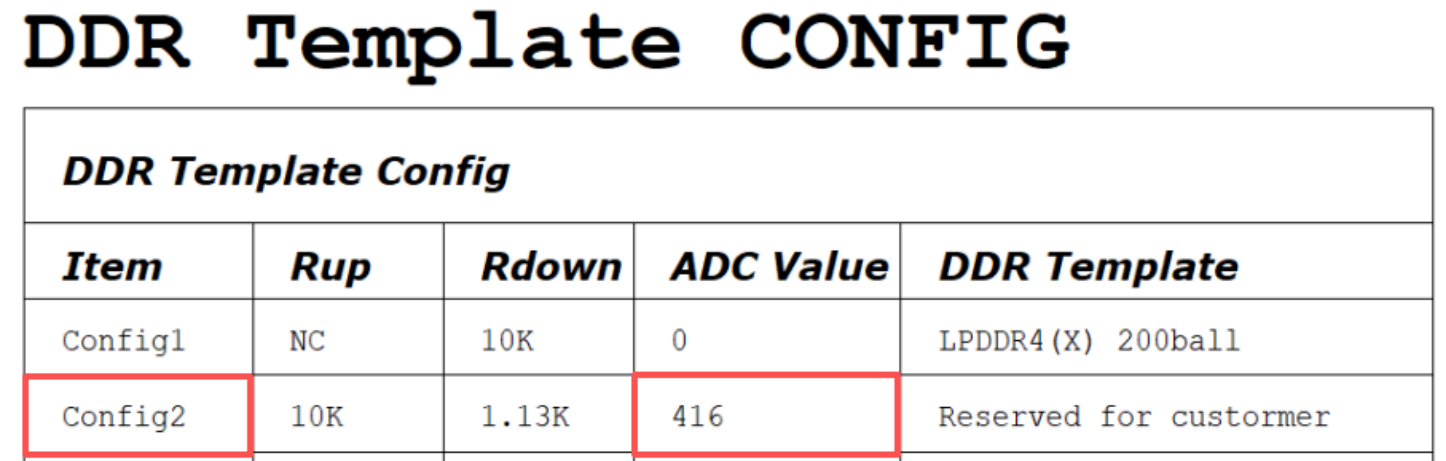 DDR Template CONFIG
DDR Template Config
Item Rup Rdown ADC Value DDR Template
Config1 NC 10K 0 LPDDR4(X) 200ball
Config2 10K 1.13K 416 Reserved for custormer